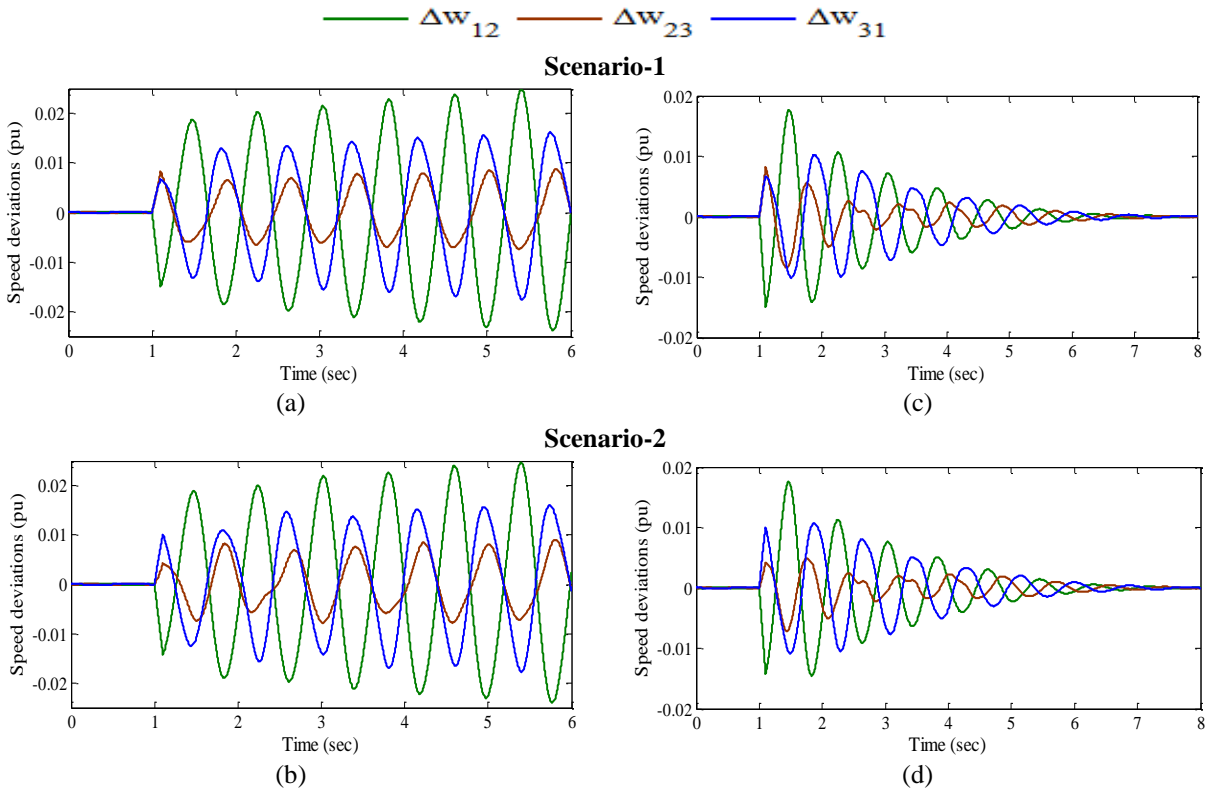 Δw12 Δw23 Δw31
Scenario-1
Speed deviations (pu)
0.02
0.01
0
-0.01
-0.02
0 1 2 3 4 5 6
Time (sec)
(a)
Speed deviations (pu)
0.02
0.01
0
-0.01
-0.02
0 1 2 3 4 5 6 7 8
Time (sec)
(c)
Scenario-2
Speed deviations (pu)
0.02
0.01
0
-0.01
-0.02
0 1 2 3 4 5 6
Time (sec)
(b)
Speed deviations (pu)
0.02
0.01
0
-0.01
-0.02
0 1 2 3 4 5 6 7 8
Time (sec)
(d)